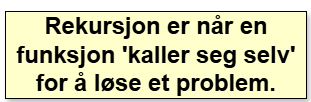 Rekursjon er når en
funksjon 'kaller seg selv'
for å løse et problem.